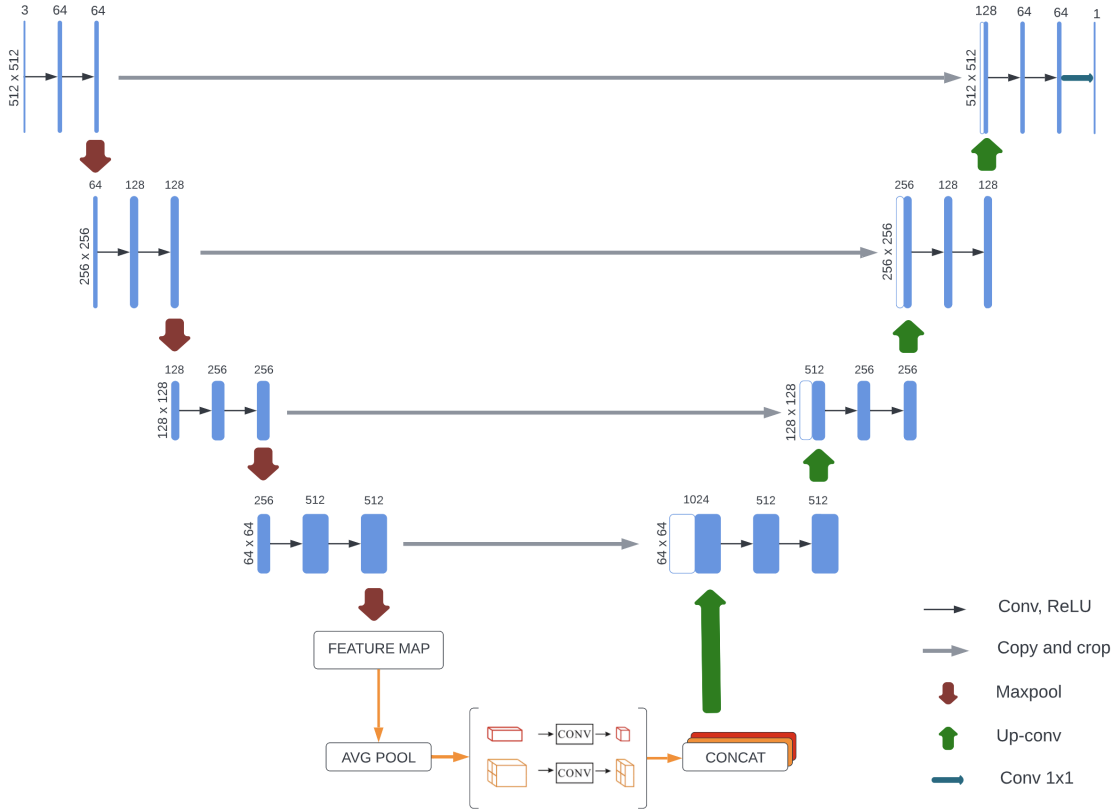 3 64 64
512 x 512
128 64 64 1
512 x 512
64 128 128
256 x 256
256 128 128
256 x 256
128 256 256
128 x 128
512 256 256
128 x 128
256 512 512
64 x 64
1024 512 512
64 x 64
FEATURE MAP
AVG POOL
CONV
CONV
CONCAT
Conv, ReLU
Copy and crop
Maxpool
Up-conv
Conv 1x1